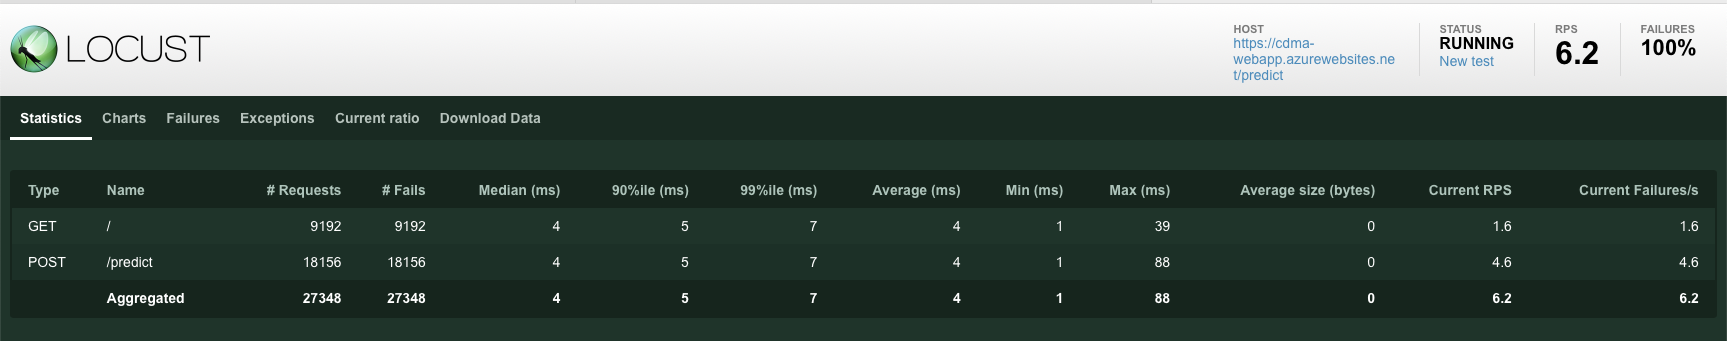 LOCUST
HOST
https://cdma-
webapp.azurewebsites.ne
t/predict
STATUS
RUNNING
New test
RPS
6.2
FAILURES
100%
Statistics Charts Failures Exceptions Current ratio Download Data
Type Name # Requests # Fails Median (ms) 90%ile (ms) 99%ile (ms) Average (ms) Min (ms) Max (ms) Average size (bytes) Current RPS Current Failures/s
GET / 9192 9192 4 5 7 4 1 39 0 1.6 1.6
POST /predict 18156 18156 4 5 7 4 1 88 0 4.6 4.6
Aggregated 27348 27348 4 5 7 4 1 88 0 6.2 6.2